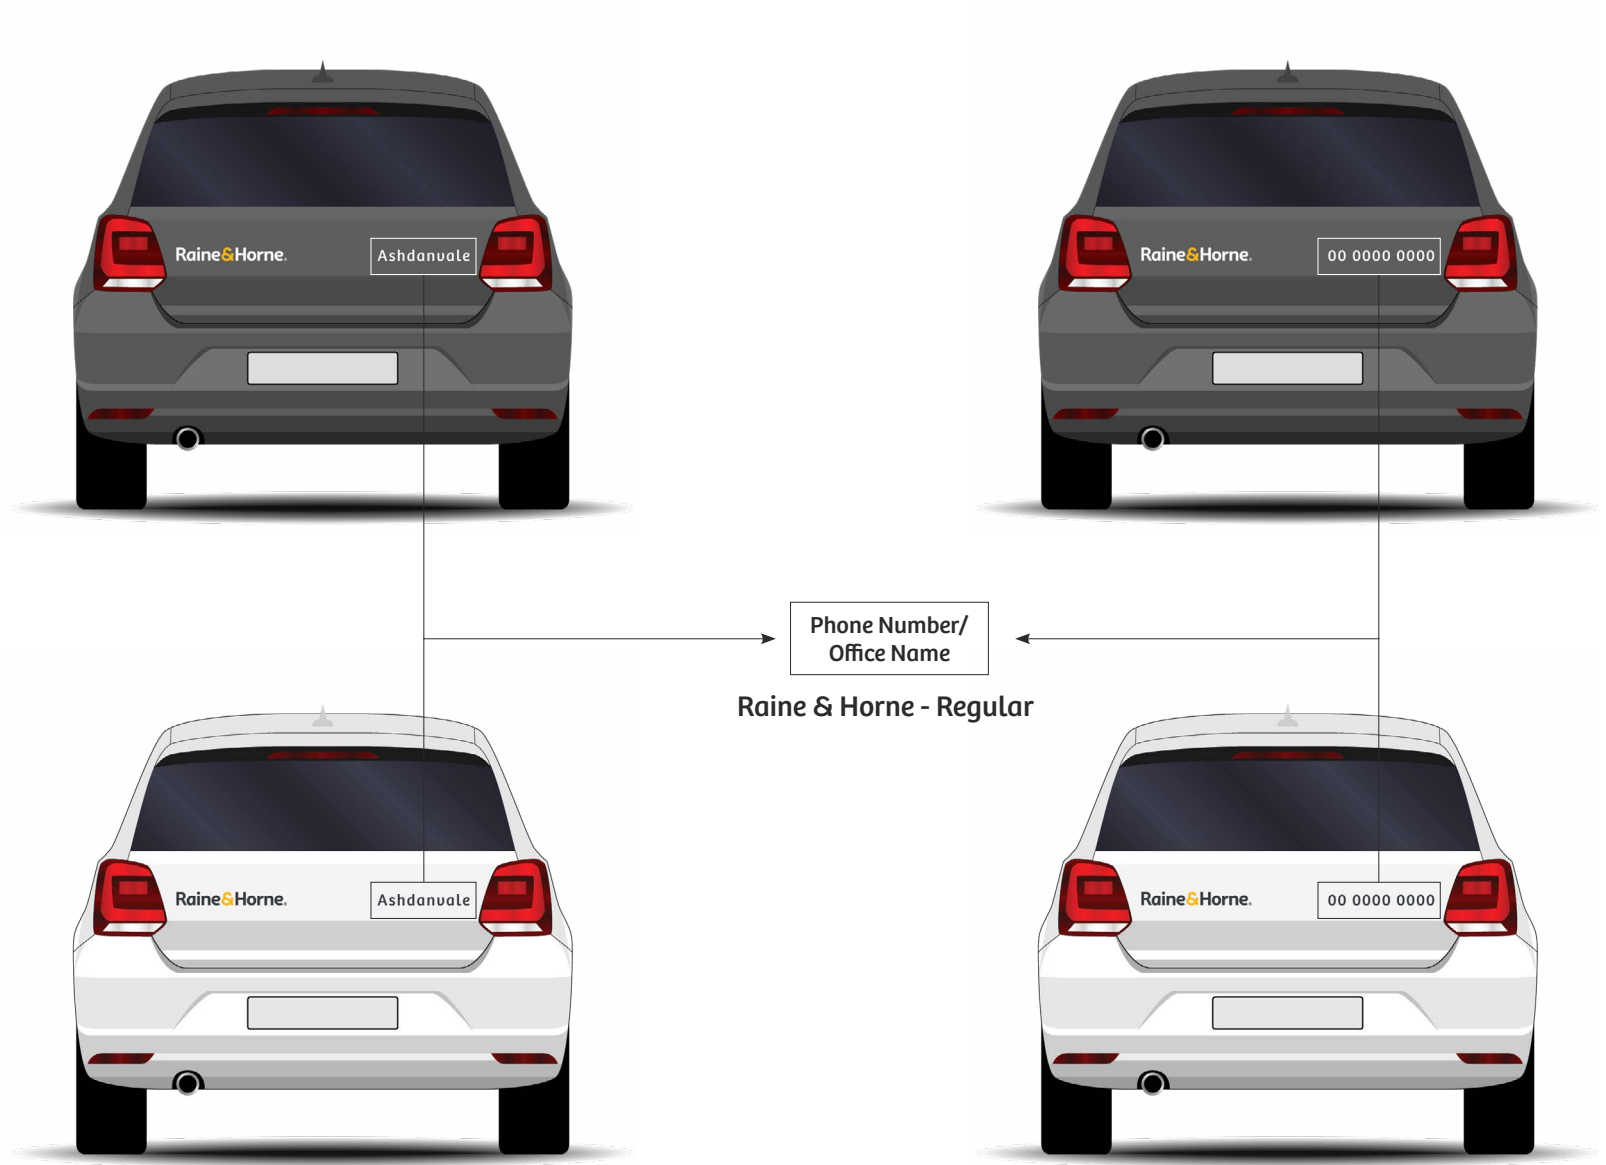 Raine&Horne.
Ashdanvale
Raine&Horne.
00 0000 0000
Phone Number/
Office Name
Raine & Horne - Regular
Raine&Horne.
Ashdanvale
Raine&Horne.
00 0000 0000